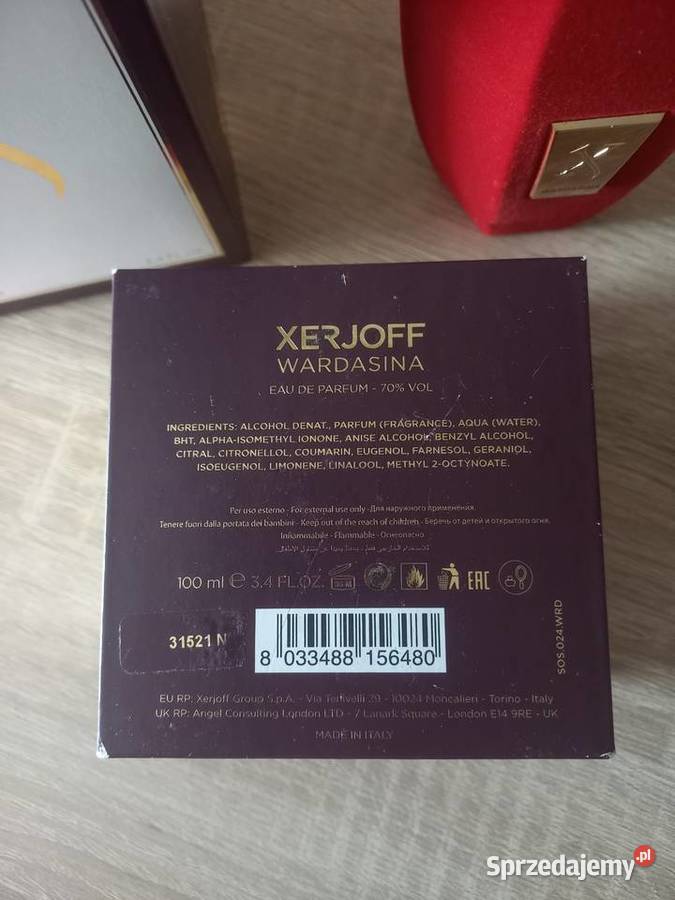 XERJOFF
WARDASINA
EAU DE PARFUM - 70% VOL
INGREDIENTS: ALCOHOL DENAT., PARFUM (FRAGRANCE), AQUA (WATER),
BHT, ALPHA-ISOMETHYL IONONE, ANISE ALCOHOL, BENZYL ALCOHOL,
CITRAL, CITRONELLOL, COUMARIN, EUGENOL, FARNESOL, GERANIOL,
ISOEUGENOL, LIMONENE, LINALOOL, METHYL 2-OCTYNOATE.
Per uso esterno - For external use only - Для наружного применения.
Tenere fuori dalla portata dei bambini - Keep out of the reach of children - Беречь от детей и открытого огня.
Infiammabile - Flammable - Огнеопасно
100 ml e 3.4 FL.OZ. EAC
31521 N
8 033488 156480
SOS.024.WRD
EU RP: Xerjoff Group S.p.A. - Via Tertivelli 29 - 10024 Moncalieri - Torino - Italy
UK RP: Angel Consulting London LTD - 7 Lanark Square - London E14 9RE - UK
MADE IN ITALY
Sprzedajemy.pl